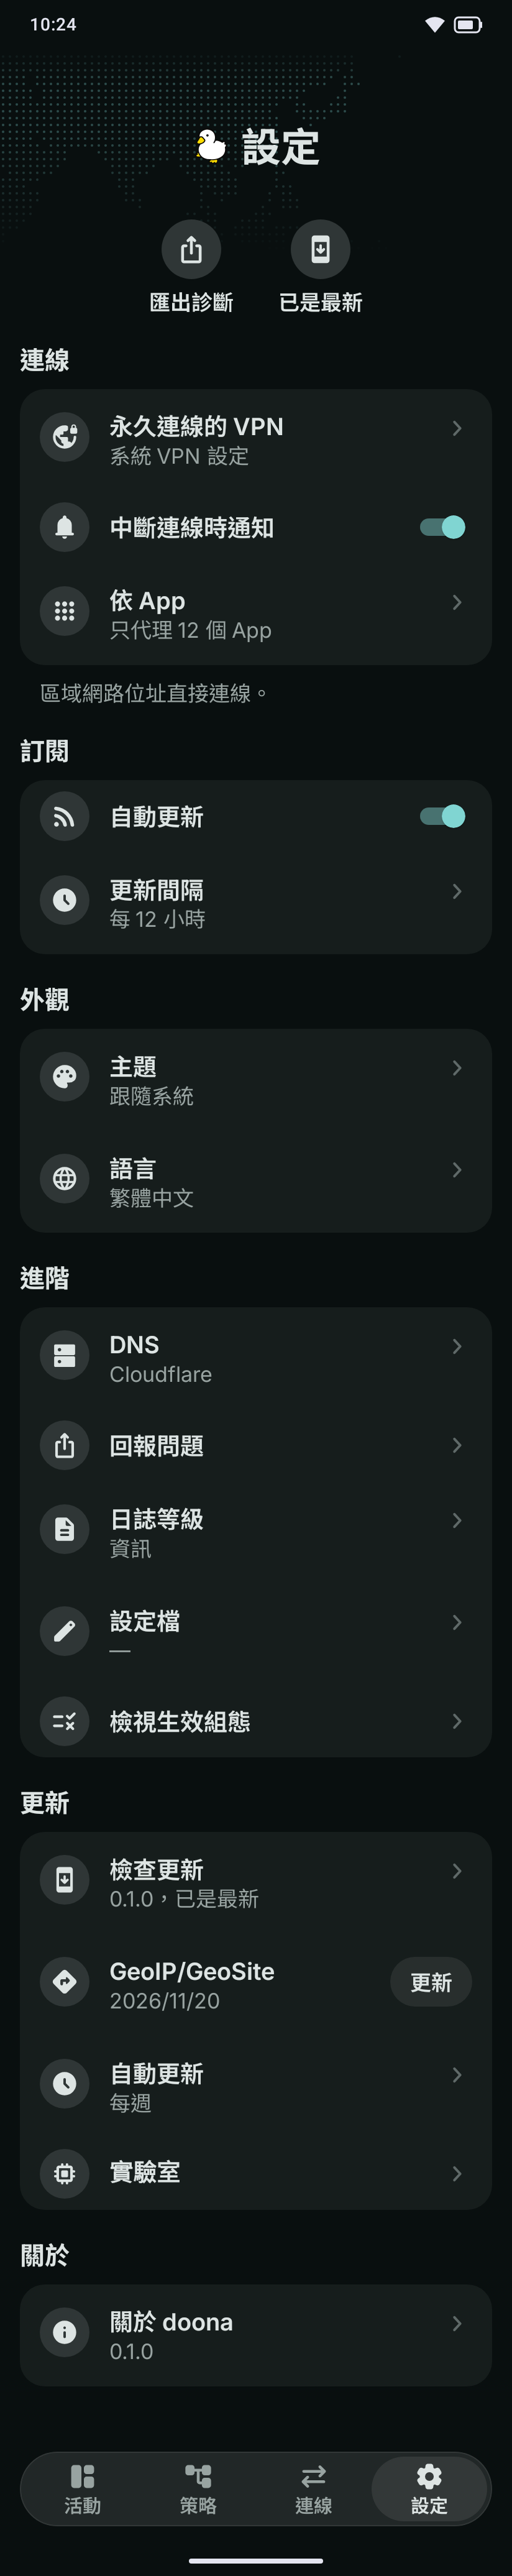 10:24
設定
匯出診斷
已是最新
連線
永久連線的 VPN
系統 VPN 設定
中斷連線時通知
依 App
只代理 12 個 App
區域網路位址直接連線。
訂閱
自動更新
更新間隔
每 12 小時
外觀
主題
跟隨系統
語言
繁體中文
進階
DNS
Cloudflare
回報問題
日誌等級
資訊
設定檔
—
檢視生效組態
更新
檢查更新
0.1.0，已是最新
GeoIP/GeoSite
更新
2026/11/20
自動更新
每週
實驗室
關於
關於 doona
0.1.0
活動
策略
連線
設定